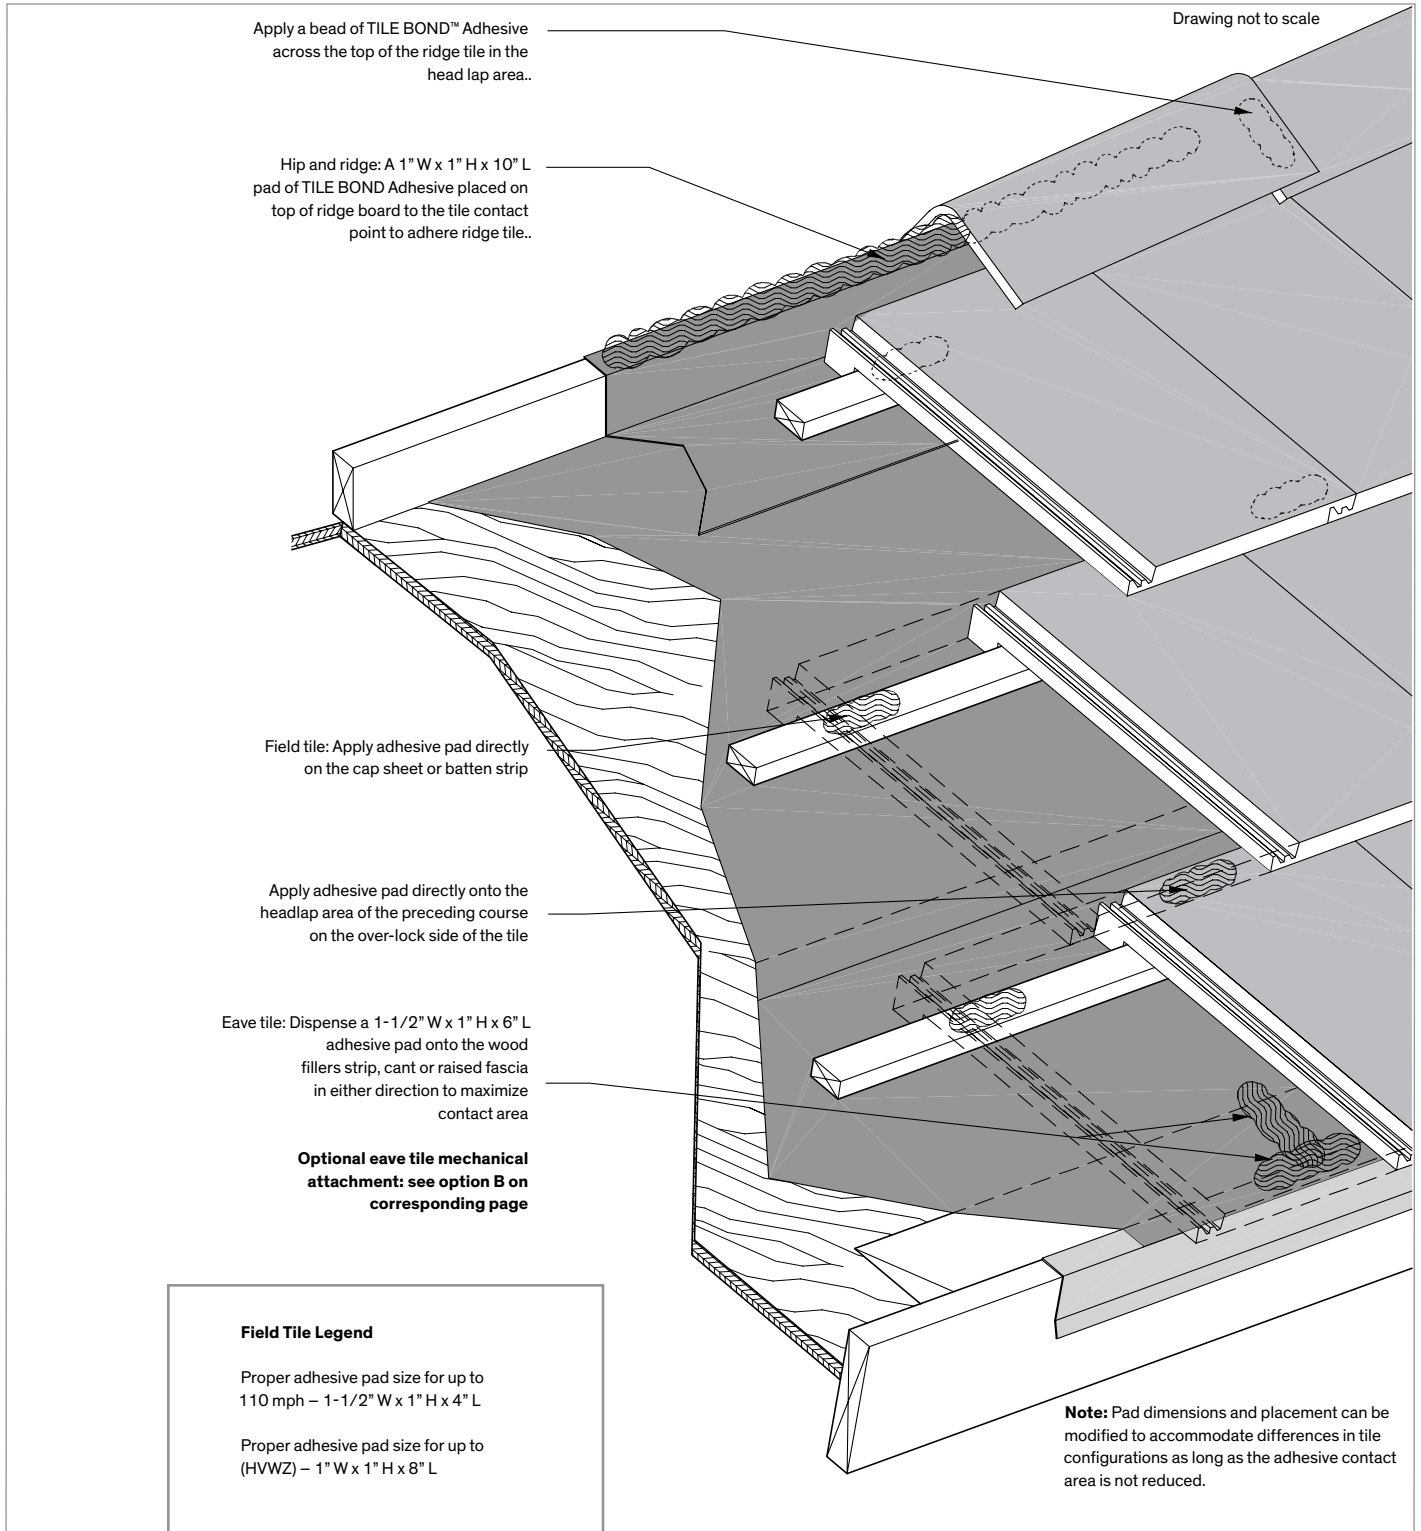 Drawing not to scale
Apply a bead of TILE BOND™ Adhesive
across the top of the ridge tile in the
head lap area..
Hip and ridge: A 1” W x 1” H x 10” L
pad of TILE BOND Adhesive placed on
top of ridge board to the tile contact
point to adhere ridge tile..
Field tile: Apply adhesive pad directly
on the cap sheet or batten strip
Apply adhesive pad directly onto the
headlap area of the preceding course
on the over-lock side of the tile
Eave tile: Dispense a 1-1/2” W x 1” H x 6” L
adhesive pad onto the wood
fillers strip, cant or raised fascia
in either direction to maximize
contact area
Optional eave tile mechanical
attachment: see option B on
corresponding page
Field Tile Legend
Proper adhesive pad size for up to
110 mph – 1-1/2” W x 1” H x 4” L
Proper adhesive pad size for up to
(HVWZ) – 1” W x 1” H x 8” L
Note: Pad dimensions and placement can be
modified to accommodate differences in tile
configurations as long as the adhesive contact
area is not reduced.